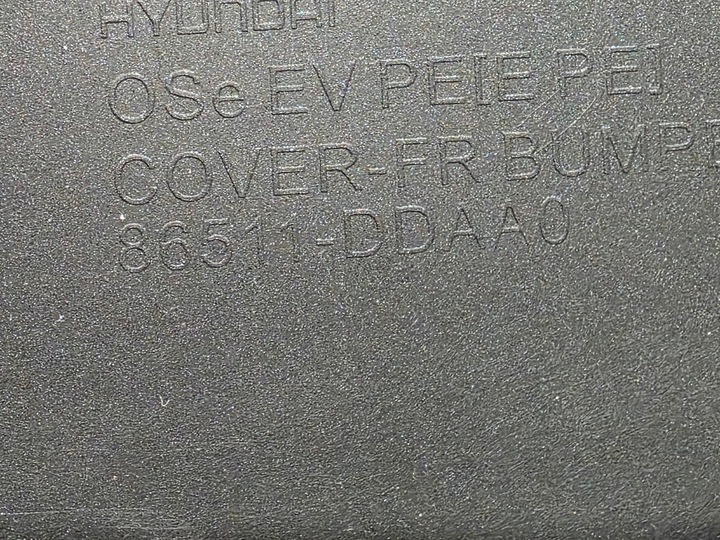 HYUNDAI
OSe EV PE[E PE]
COVER-FR BUMPE
86511-DDAA0